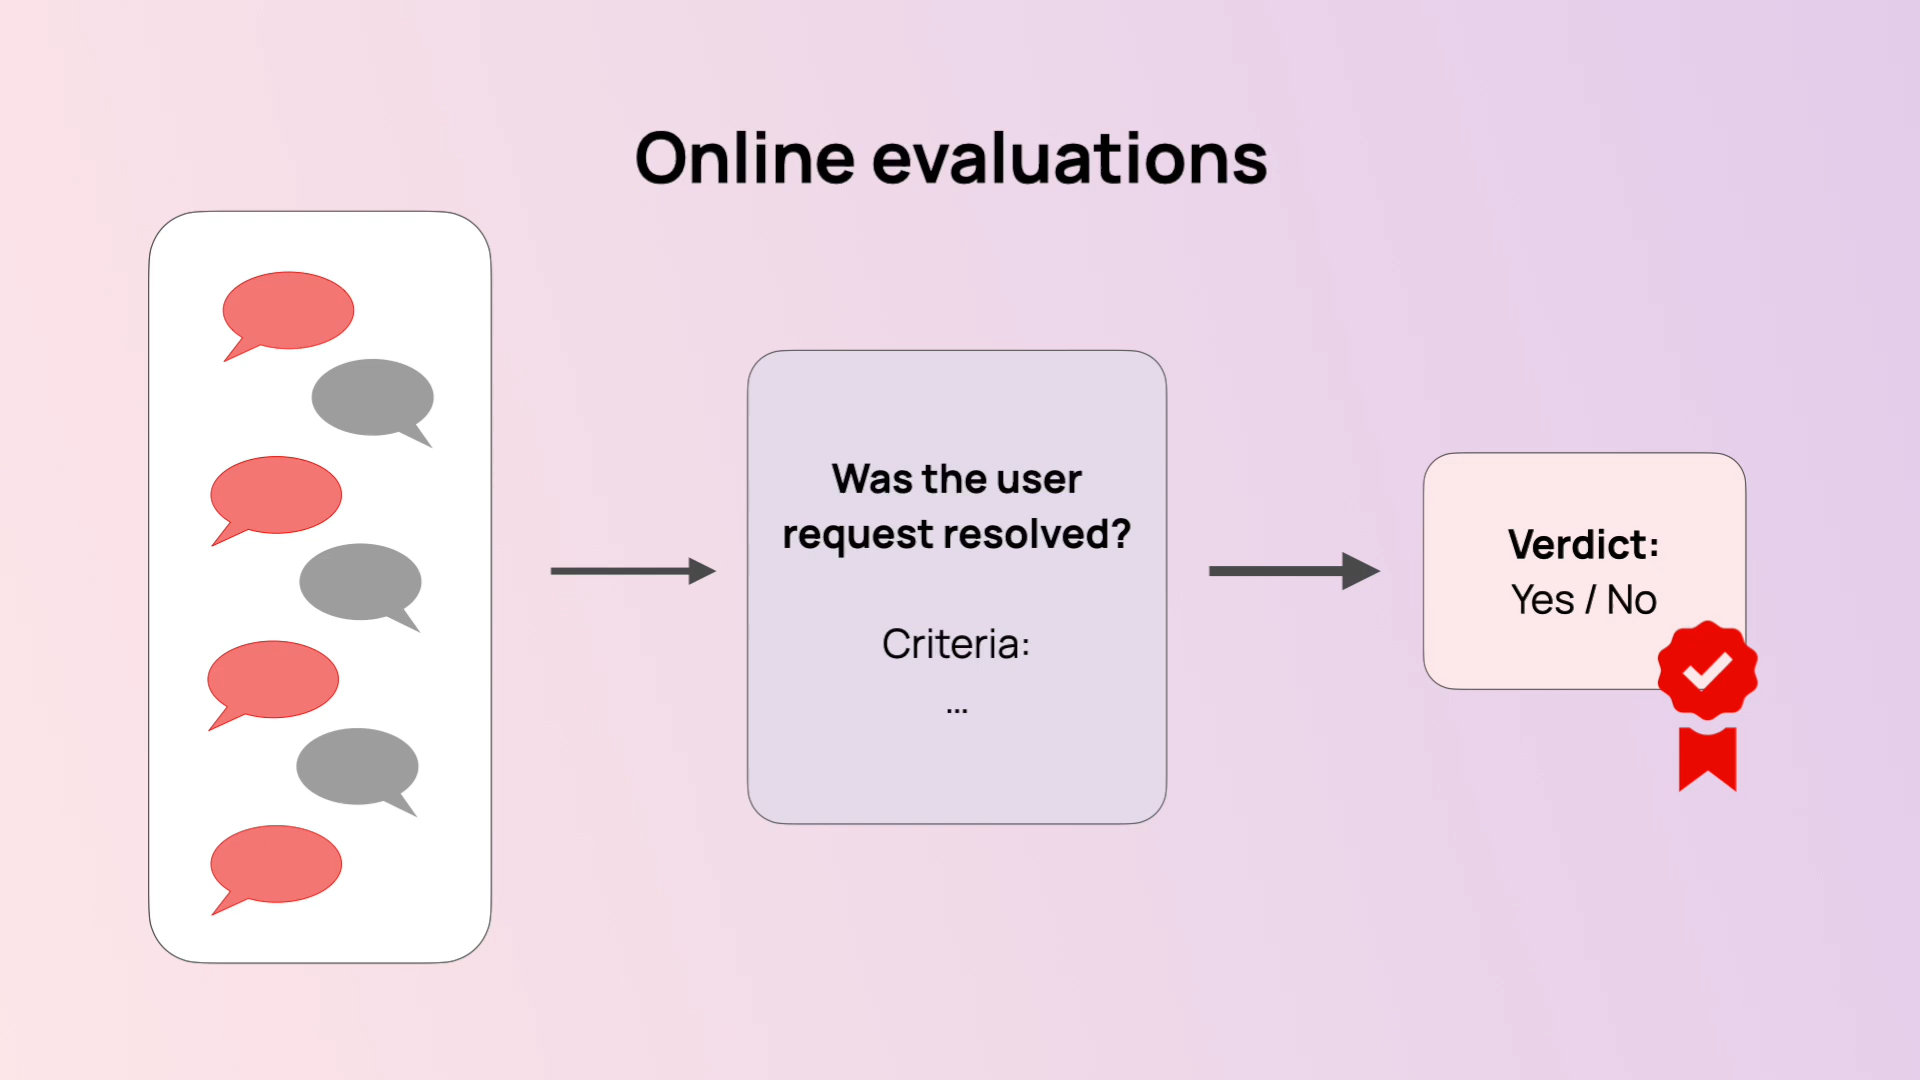 Online evaluations
Was the user
request resolved?
Criteria:
...
Verdict:
Yes / No